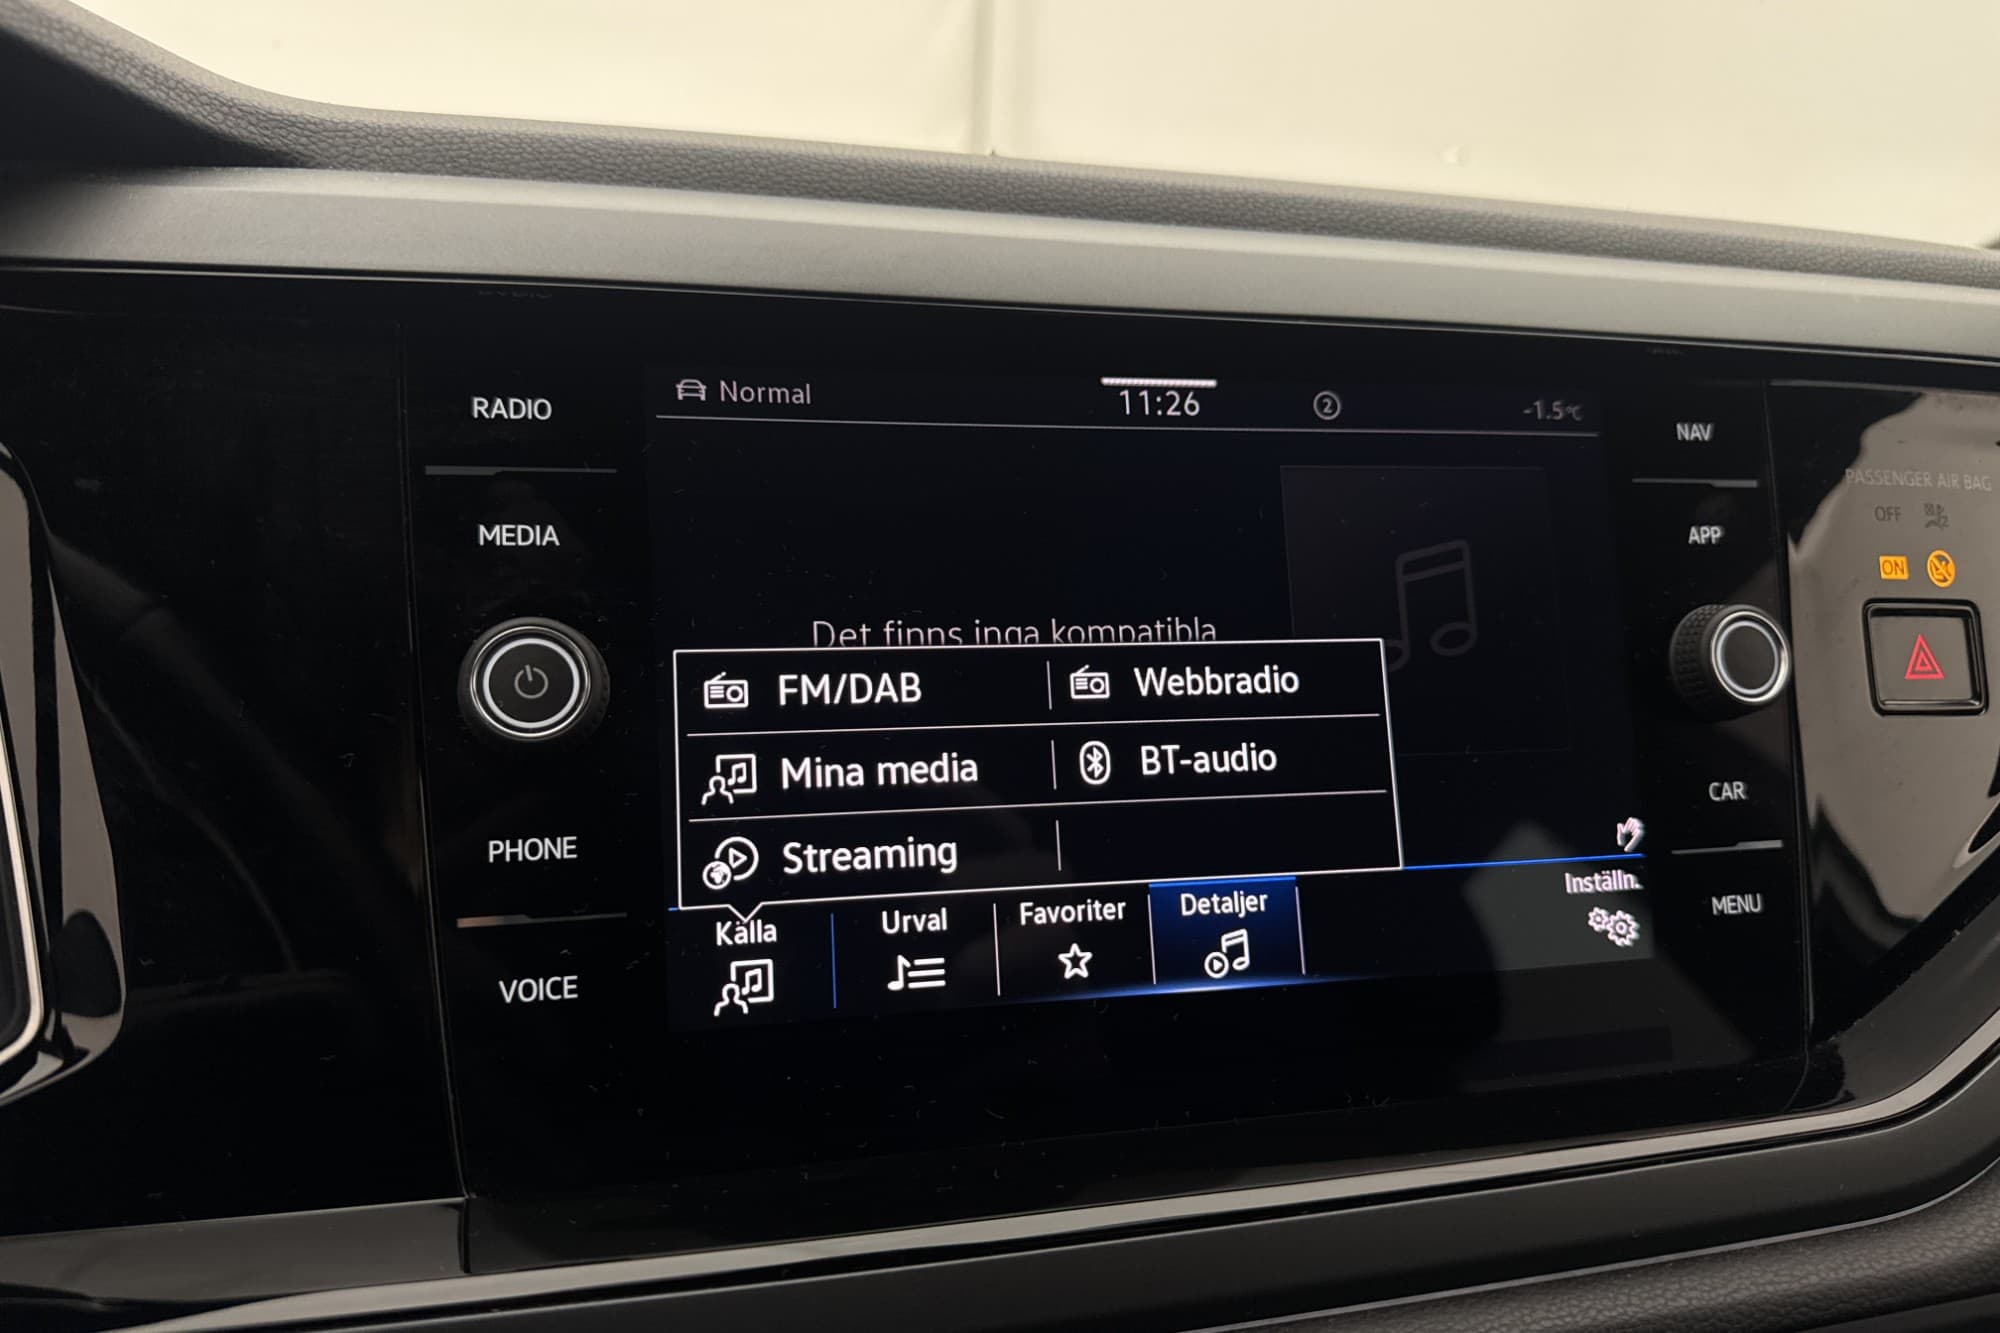 RADIO
MEDIA
PHONE
VOICE
Normal
11:26
2
-1.5°C
Det finns inga kompatibla
FM/DAB
Webbradio
Mina media
BT-audio
Streaming
Källa
Urval
Favoriter
Detaljer
Inställn.
NAV
APP
CAR
MENU
PASSENGER AIR BAG
OFF
ON